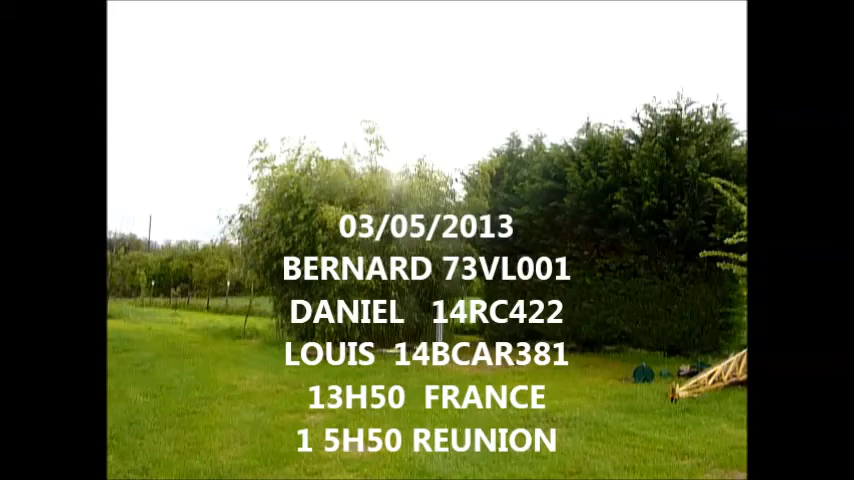 03/05/2013
BERNARD 73VL001
DANIEL 14RC422
LOUIS 14BCAR381
13H50 FRANCE
1 5H50 REUNION